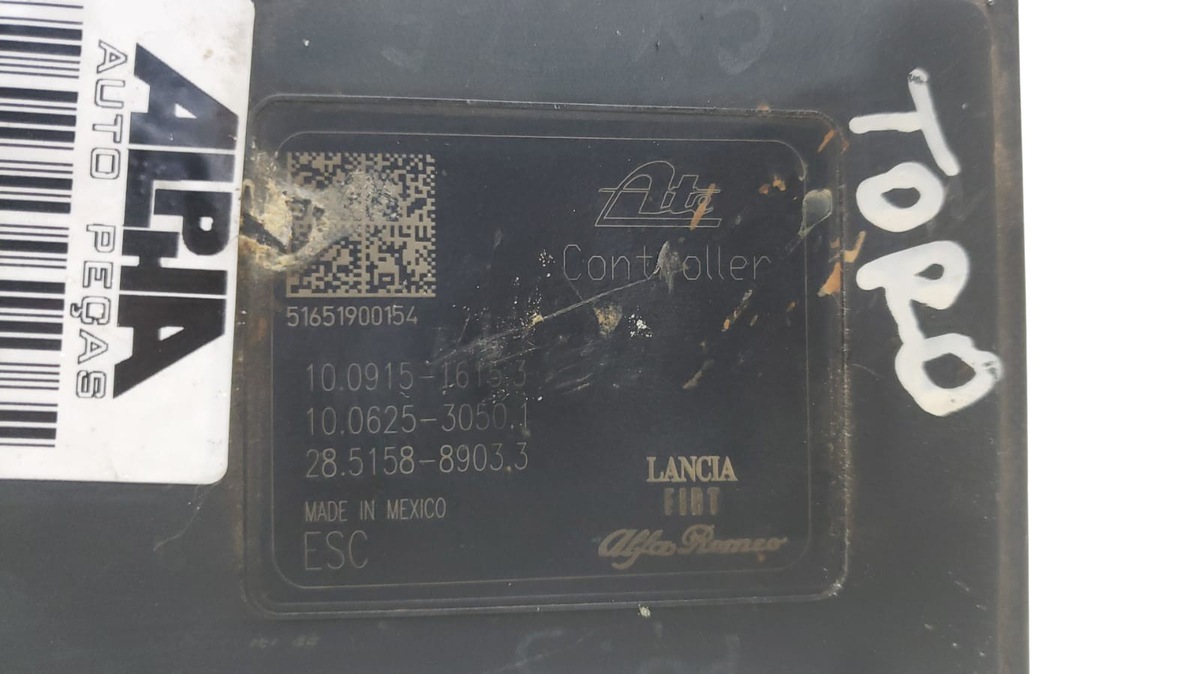 ALPHA
AUTO PEÇAS
Ate
Controller
51651900154
10.0915-1615.3
10.0625-3050.1
28.5158-8903.3
MADE IN MEXICO
ESC
LANCIA
FIAT
Alfa Romeo
TORO